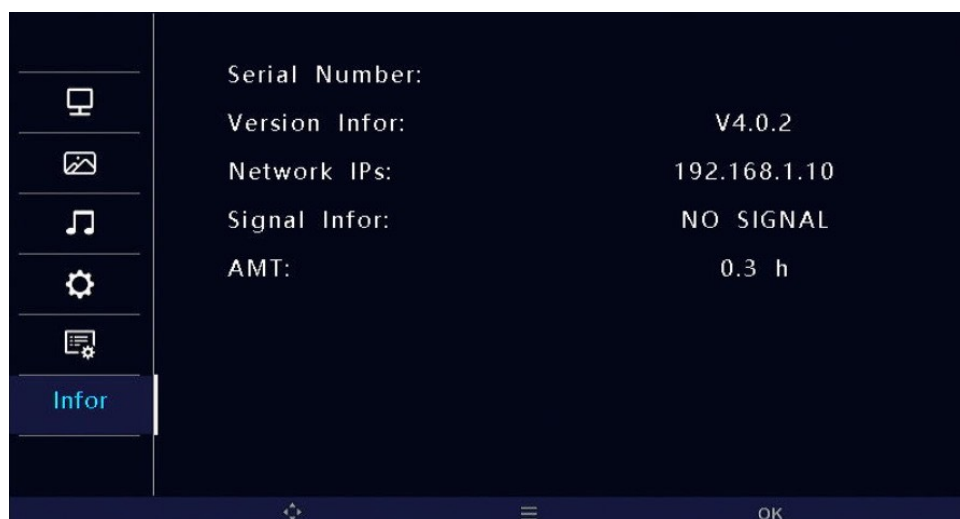 Serial Number:
Version Infor: V4.0.2
Network IPs: 192.168.1.10
Signal Infor: NO SIGNAL
AMT: 0.3 h
Infor
OK